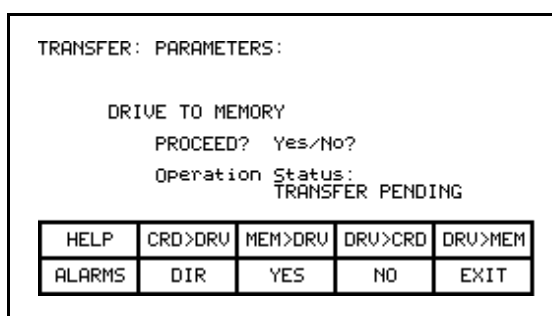 TRANSFER: PARAMETERS:
DRIVE TO MEMORY
PROCEED? Yes/No?
Operation Status:
TRANSFER PENDING
HELP CRD>DRV MEM>DRV DRV>CRD DRV>MEM
ALARMS DIR YES NO EXIT